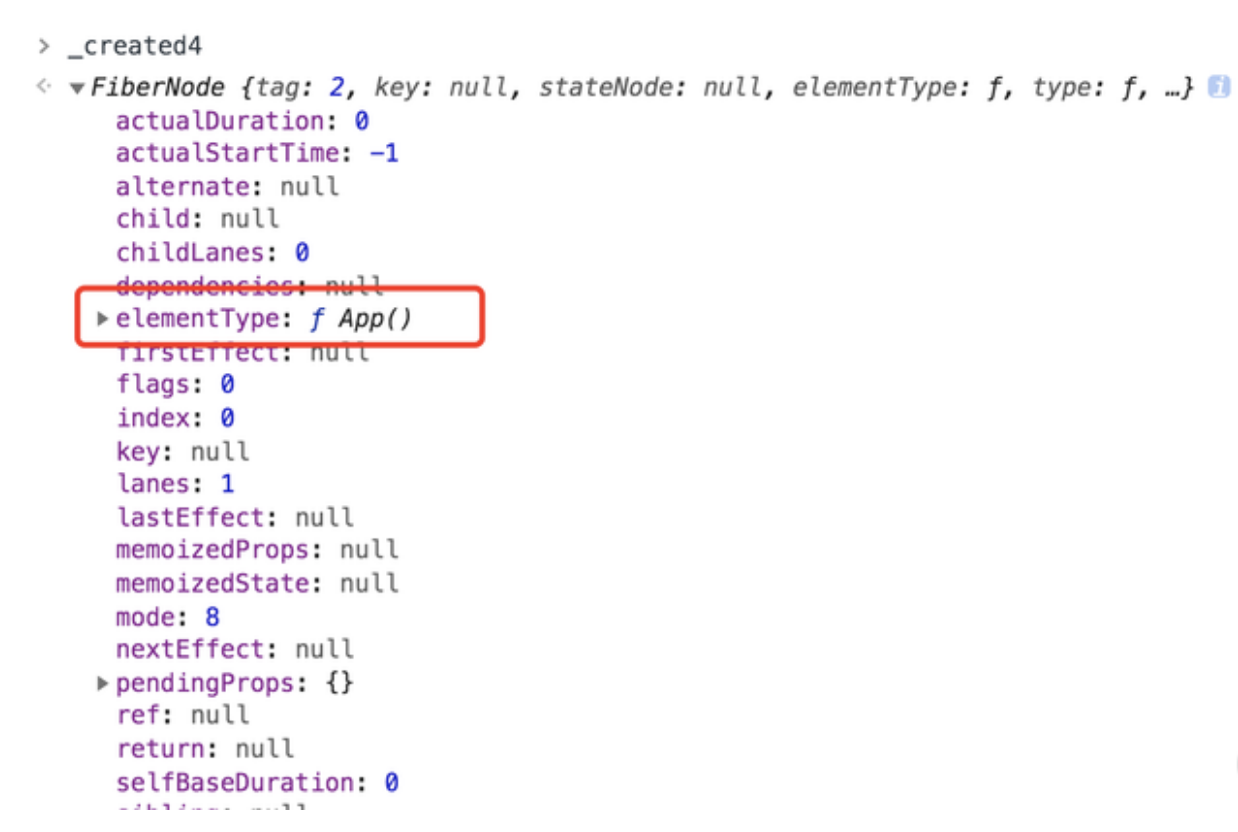 > _created4
FiberNode {tag: 2, key: null, stateNode: null, elementType: f, type: f, …} i
actualDuration: 0
actualStartTime: -1
alternate: null
child: null
childLanes: 0
dependencies: null
elementType: f App()
firstEffect: null
flags: 0
index: 0
key: null
lanes: 1
lastEffect: null
memoizedProps: null
memoizedState: null
mode: 8
nextEffect: null
pendingProps: {}
ref: null
return: null
selfBaseDuration: 0
sibling: null